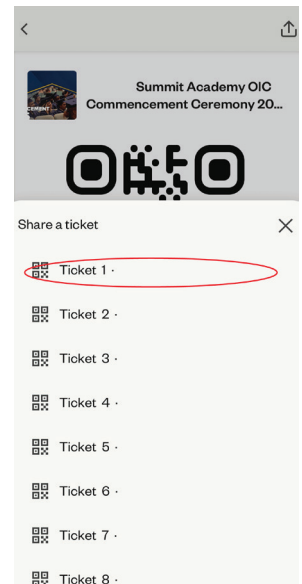 Summit Academy OIC
Commencement Ceremony 20...
Share a ticket
Ticket 1 ·
Ticket 2 ·
Ticket 3 ·
Ticket 4 ·
Ticket 5 ·
Ticket 6 ·
Ticket 7 ·
Ticket 8 ·